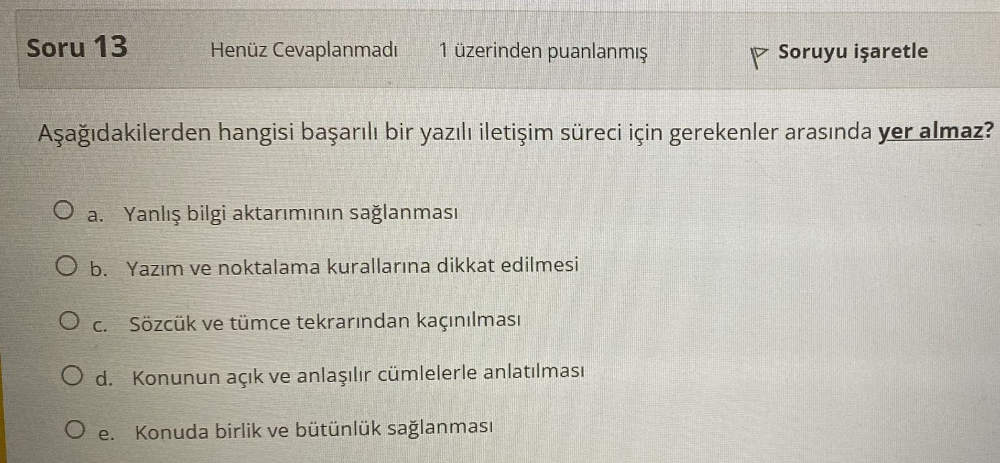 Soru 13 Henüz Cevaplanmadı 1 üzerinden puanlanmış Soruyu işaretle
Aşağıdakilerden hangisi başarılı bir yazılı iletişim süreci için gerekenler arasında yer almaz?
a. Yanlış bilgi aktarımının sağlanması
b. Yazım ve noktalama kurallarına dikkat edilmesi
c. Sözcük ve tümce tekrarından kaçınılması
d. Konunun açık ve anlaşılır cümlelerle anlatılması
e. Konuda birlik ve bütünlük sağlanması